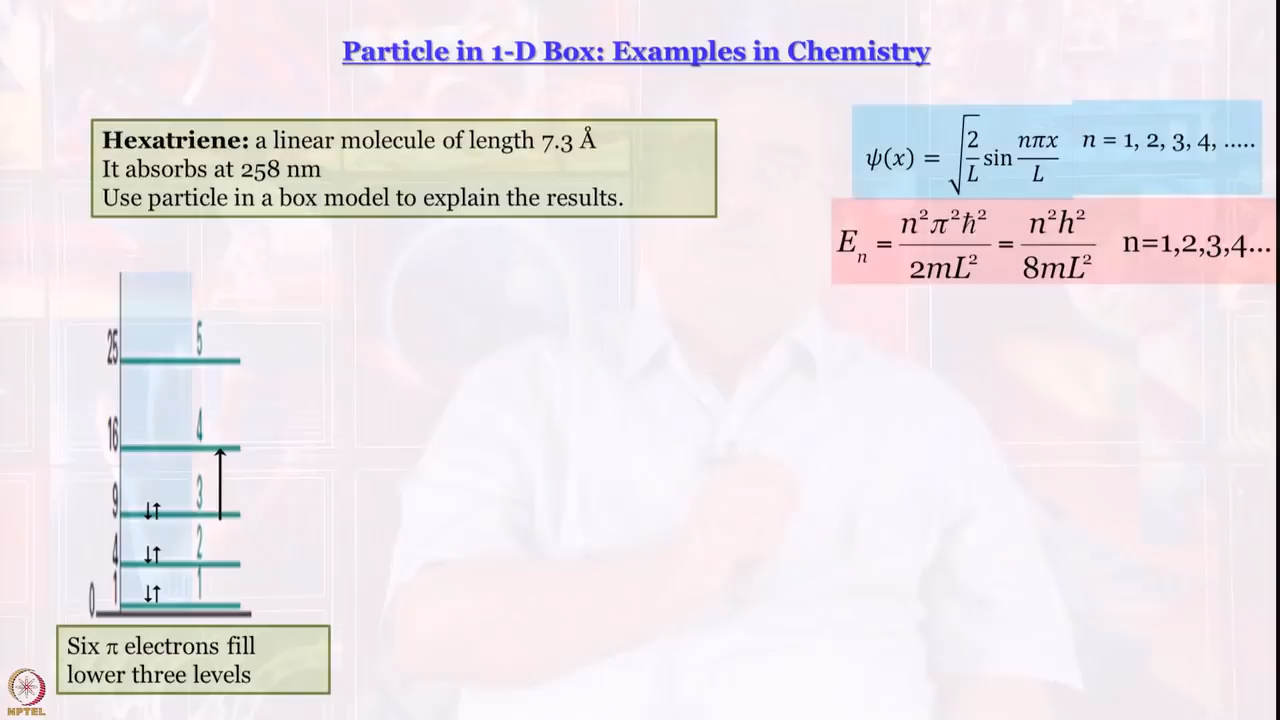 Particle in 1-D Box: Examples in Chemistry
Hexatriene: a linear molecule of length 7.3 Å
It absorbs at 258 nm
Use particle in a box model to explain the results.
ψ(x) = √(2/L) sin nπx/L   n = 1, 2, 3, 4, .....
Eₙ = n²π²ħ²/2mL² = n²h²/8mL²   n=1,2,3,4...
25 5
16 4
9 ↓↑ 3
4 ↓↑ 2
1 ↓↑ 1
0
Six π electrons fill
lower three levels
NPTEL